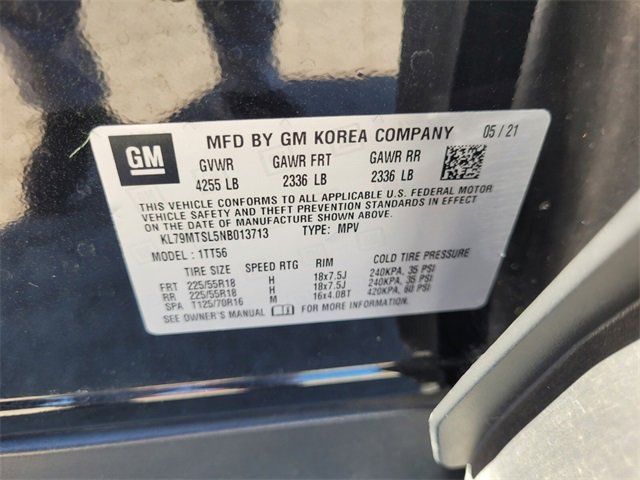 GM
MFD BY GM KOREA COMPANY 05 / 21
GVWR GAWR FRT GAWR RR
4255 LB 2336 LB 2336 LB
THIS VEHICLE CONFORMS TO ALL APPLICABLE U.S. FEDERAL MOTOR
VEHICLE SAFETY AND THEFT PREVENTION STANDARDS IN EFFECT ON
THE DATE OF MANUFACTURE SHOWN ABOVE.
KL79MTSL5NB013713 TYPE: MPV
MODEL: 1TT56
TIRE SIZE SPEED RTG RIM COLD TIRE PRESSURE
FRT 225/55R18 H 18x7.5J 240KPA, 35 PSI
RR 225/55R18 H 18x7.5J 240KPA, 35 PSI
SPA T125/70R16 M 16x4.0BT 420KPA, 60 PSI
SEE OWNER'S MANUAL FOR MORE INFORMATION.